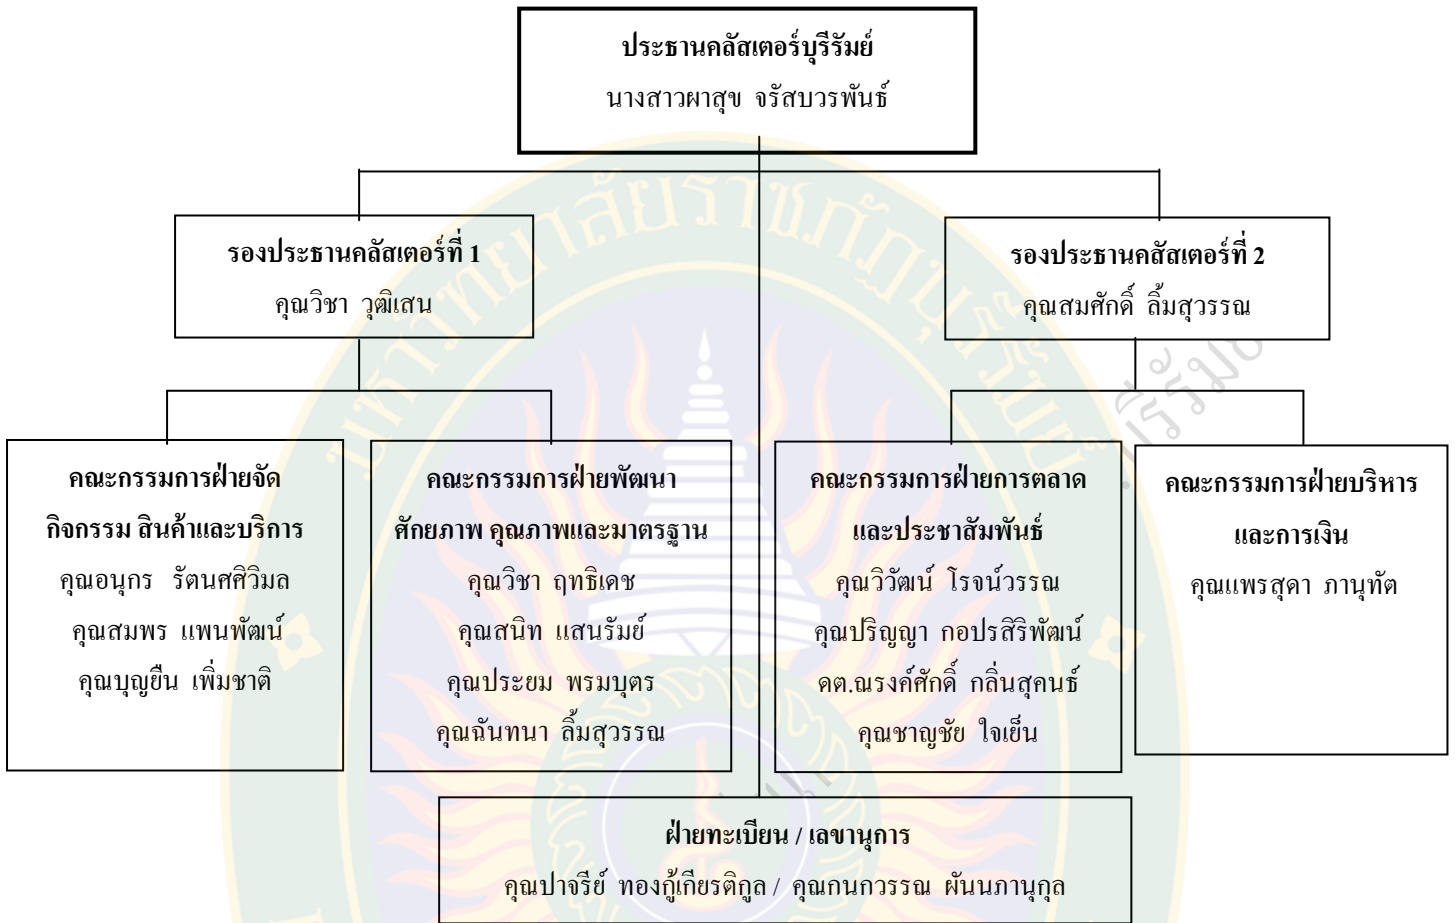 ประธานคลัสเตอร์บุรีรัมย์
นางสาวผาสุข จรัสบวรพันธ์
รองประธานคลัสเตอร์ที่ 1
คุณวิชา วุฒิเสน
รองประธานคลัสเตอร์ที่ 2
คุณสมศักดิ์ ลิ้มสุวรรณ
คณะกรรมการฝ่ายจัด
กิจกรรม สินค้าและบริการ
คุณอนุกร รัตนศศิวิมล
คุณสมพร แพนพัฒน์
คุณบุญยืน เพิ่มชาติ
คณะกรรมการฝ่ายพัฒนา
ศักยภาพ คุณภาพและมาตรฐาน
คุณวิชา ฤทธิเดช
คุณสนิท แสนรัมย์
คุณประยม พรมบุตร
คุณฉันทนา ลิ้มสุวรรณ
คณะกรรมการฝ่ายการตลาด
และประชาสัมพันธ์
คุณวิวัฒน์ โรจน์วรรณ
คุณปริญญา กอปรสิริพัฒน์
ดต.ณรงค์ศักดิ์ กลิ่นสุคนธ์
คุณชาญชัย ใจเย็น
คณะกรรมการฝ่ายบริหาร
และการเงิน
คุณแพรสุดา ภานุทัต
ฝ่ายทะเบียน / เลขานุการ
คุณปาจรีย์ ทองกู้เกียรติกูล / คุณกนกวรรณ ผันนภานุกุล
มหาวิทยาลัยราชภัฏบุรีรัมย์